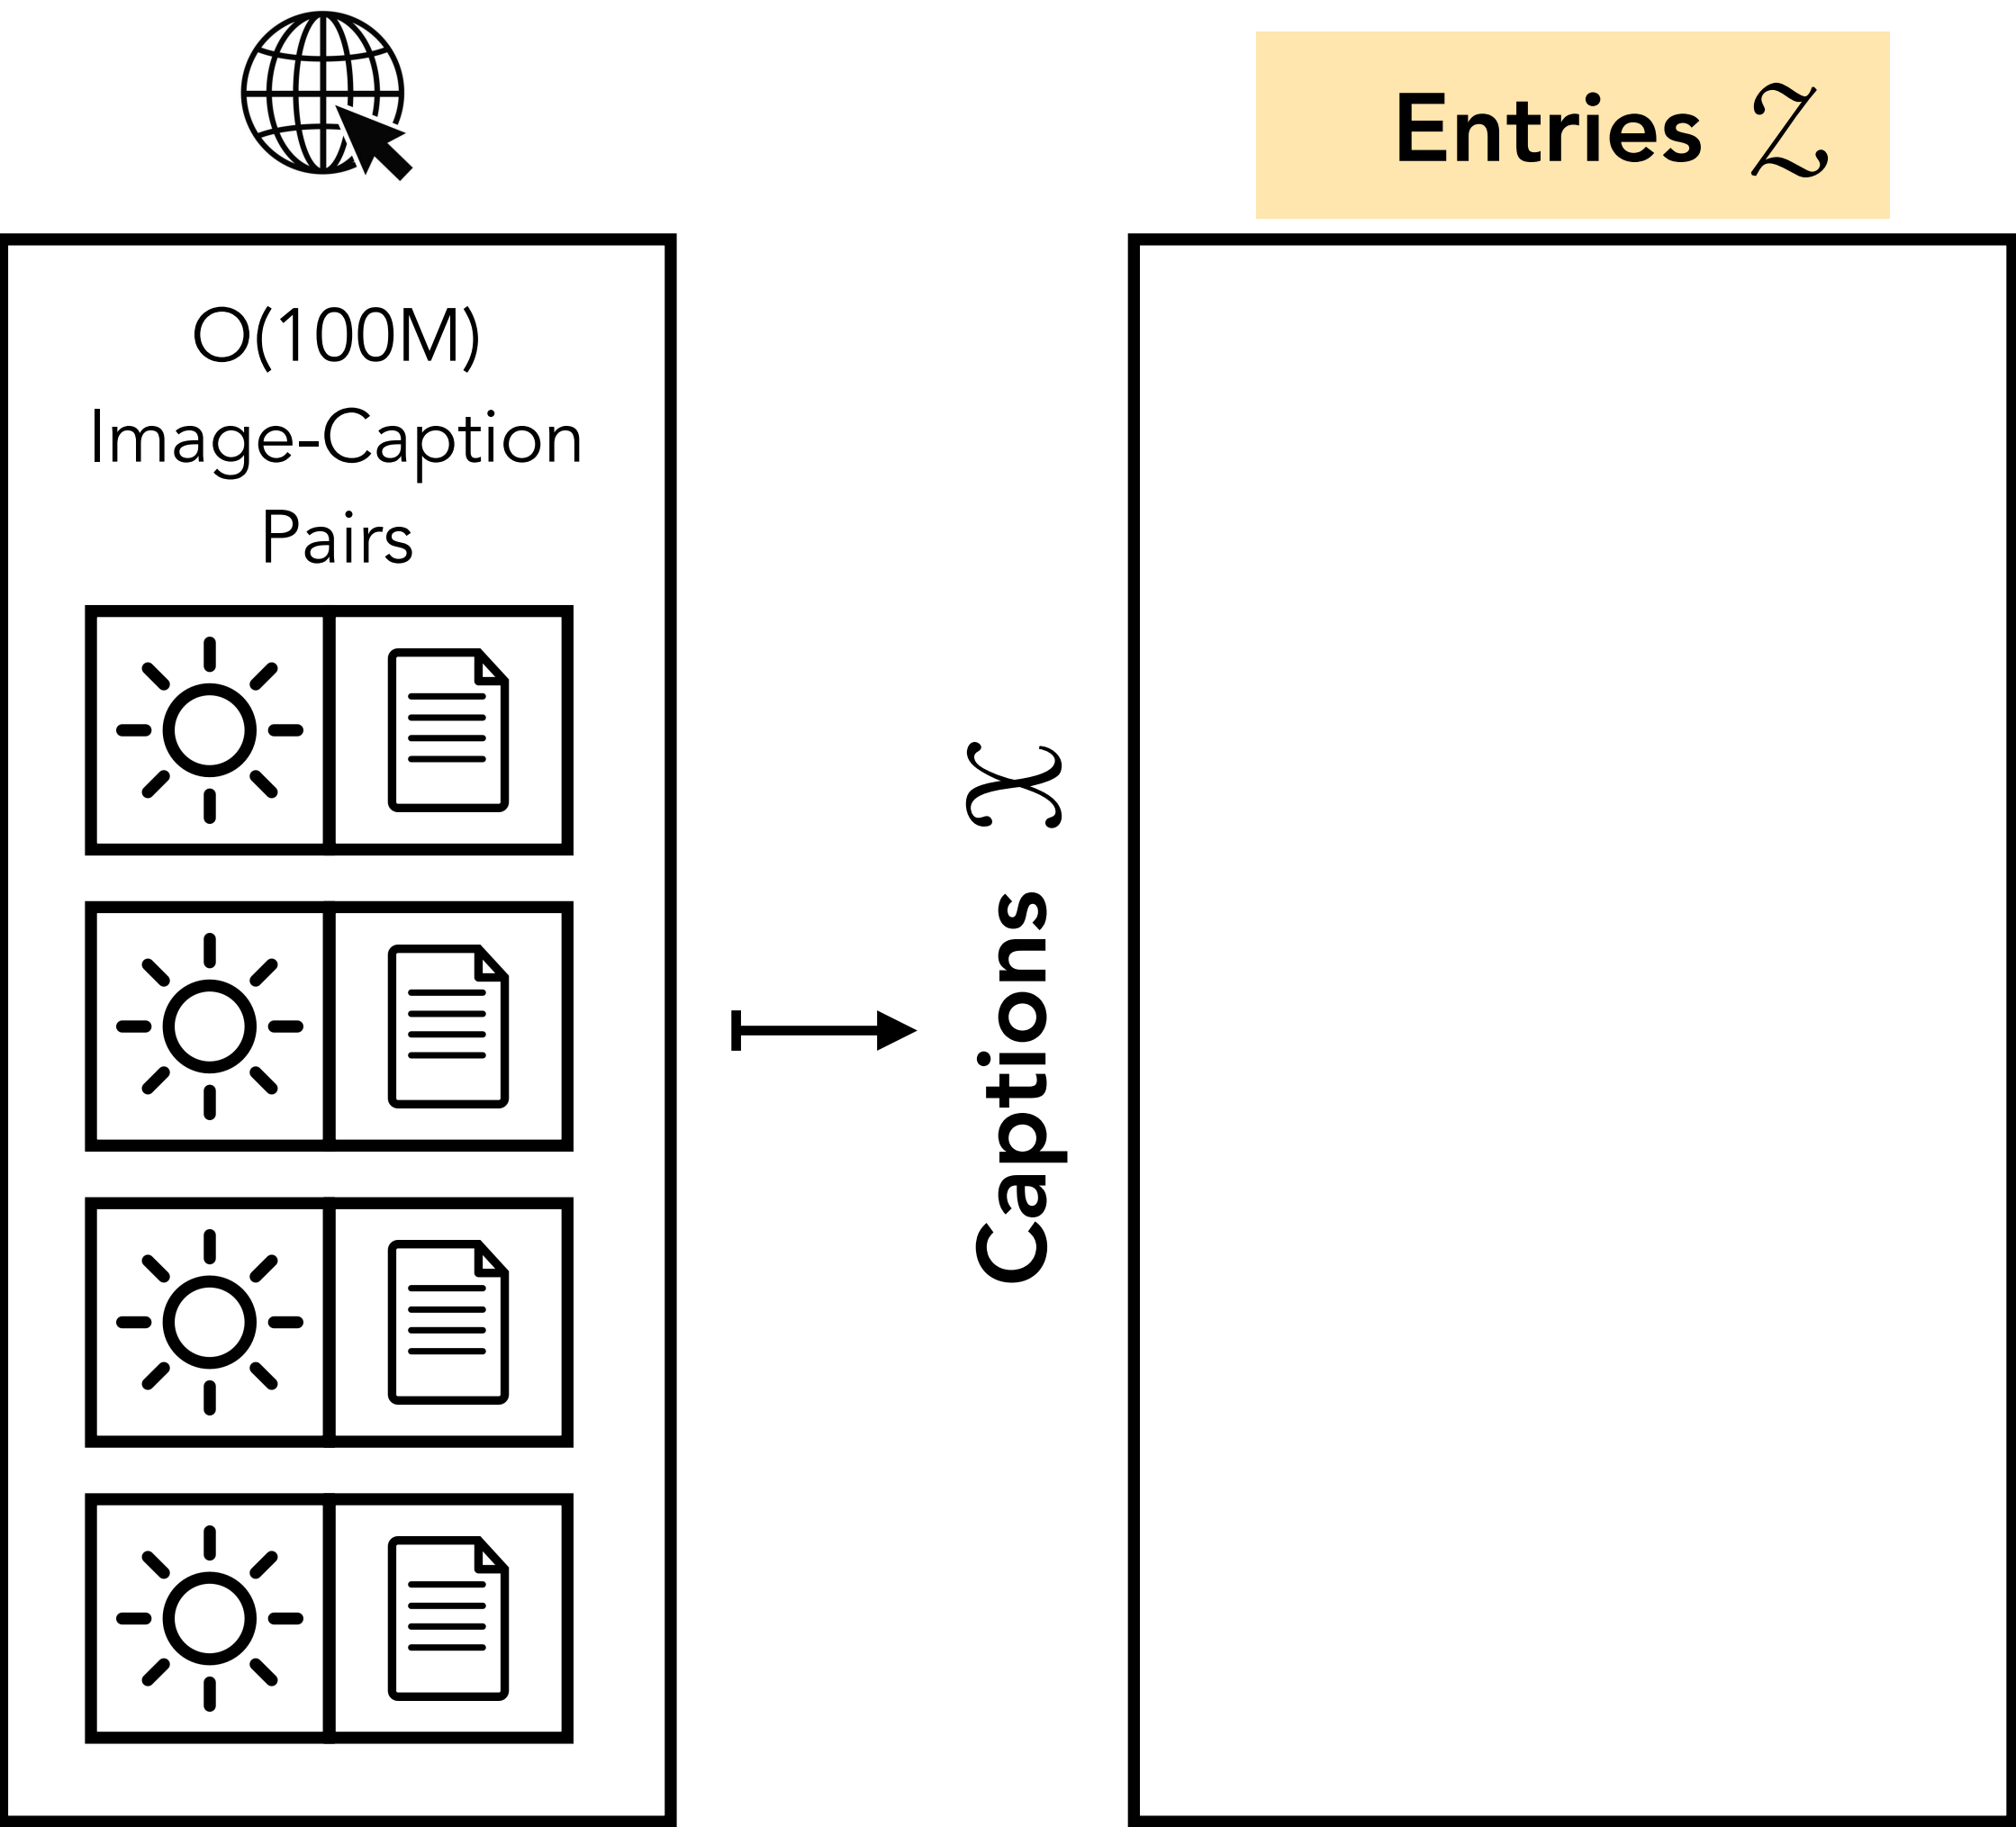 O(100M)
Image-Caption
Pairs
Captions 𝒳
Entries 𝒵